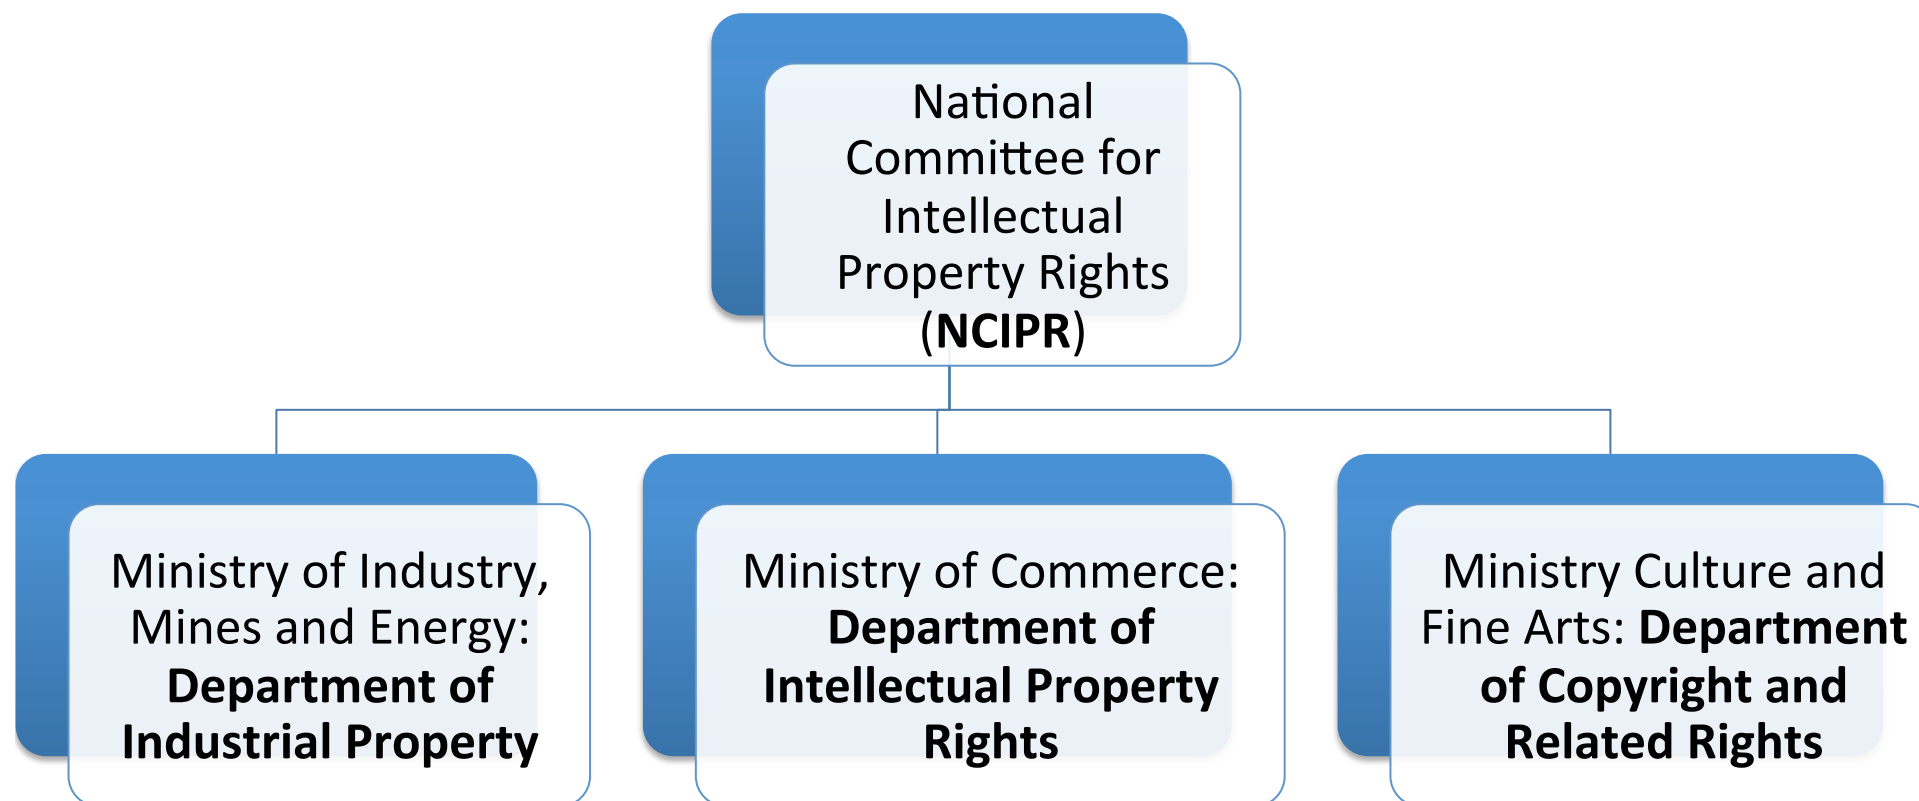 National
Committee for
Intellectual
Property Rights
(NCIPR)
Ministry of Industry,
Mines and Energy:
Department of
Industrial Property
Ministry of Commerce:
Department of
Intellectual Property
Rights
Ministry Culture and
Fine Arts: Department
of Copyright and
Related Rights